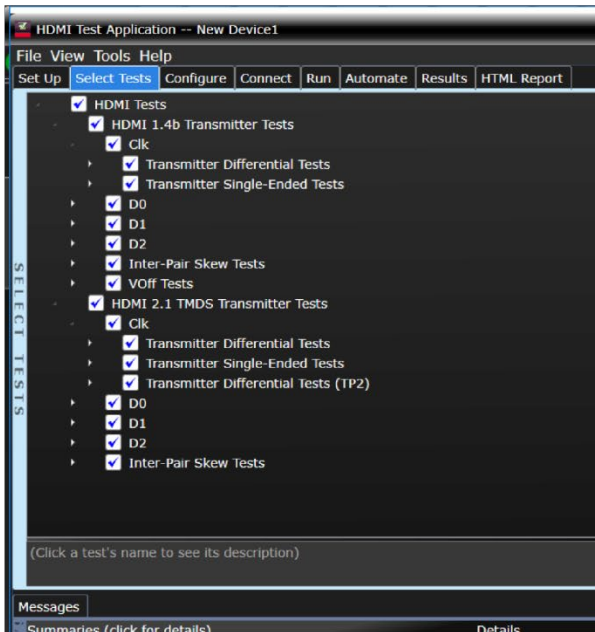 HDMI Test Application -- New Device1
File View Tools Help
Set Up Select Tests Configure Connect Run Automate Results HTML Report
SELECT TESTS
HDMI Tests
HDMI 1.4b Transmitter Tests
Clk
Transmitter Differential Tests
Transmitter Single-Ended Tests
D0
D1
D2
Inter-Pair Skew Tests
VOff Tests
HDMI 2.1 TMDS Transmitter Tests
Clk
Transmitter Differential Tests
Transmitter Single-Ended Tests
Transmitter Differential Tests (TP2)
D0
D1
D2
Inter-Pair Skew Tests
(Click a test's name to see its description)
Messages
Summaries (click for details) Details